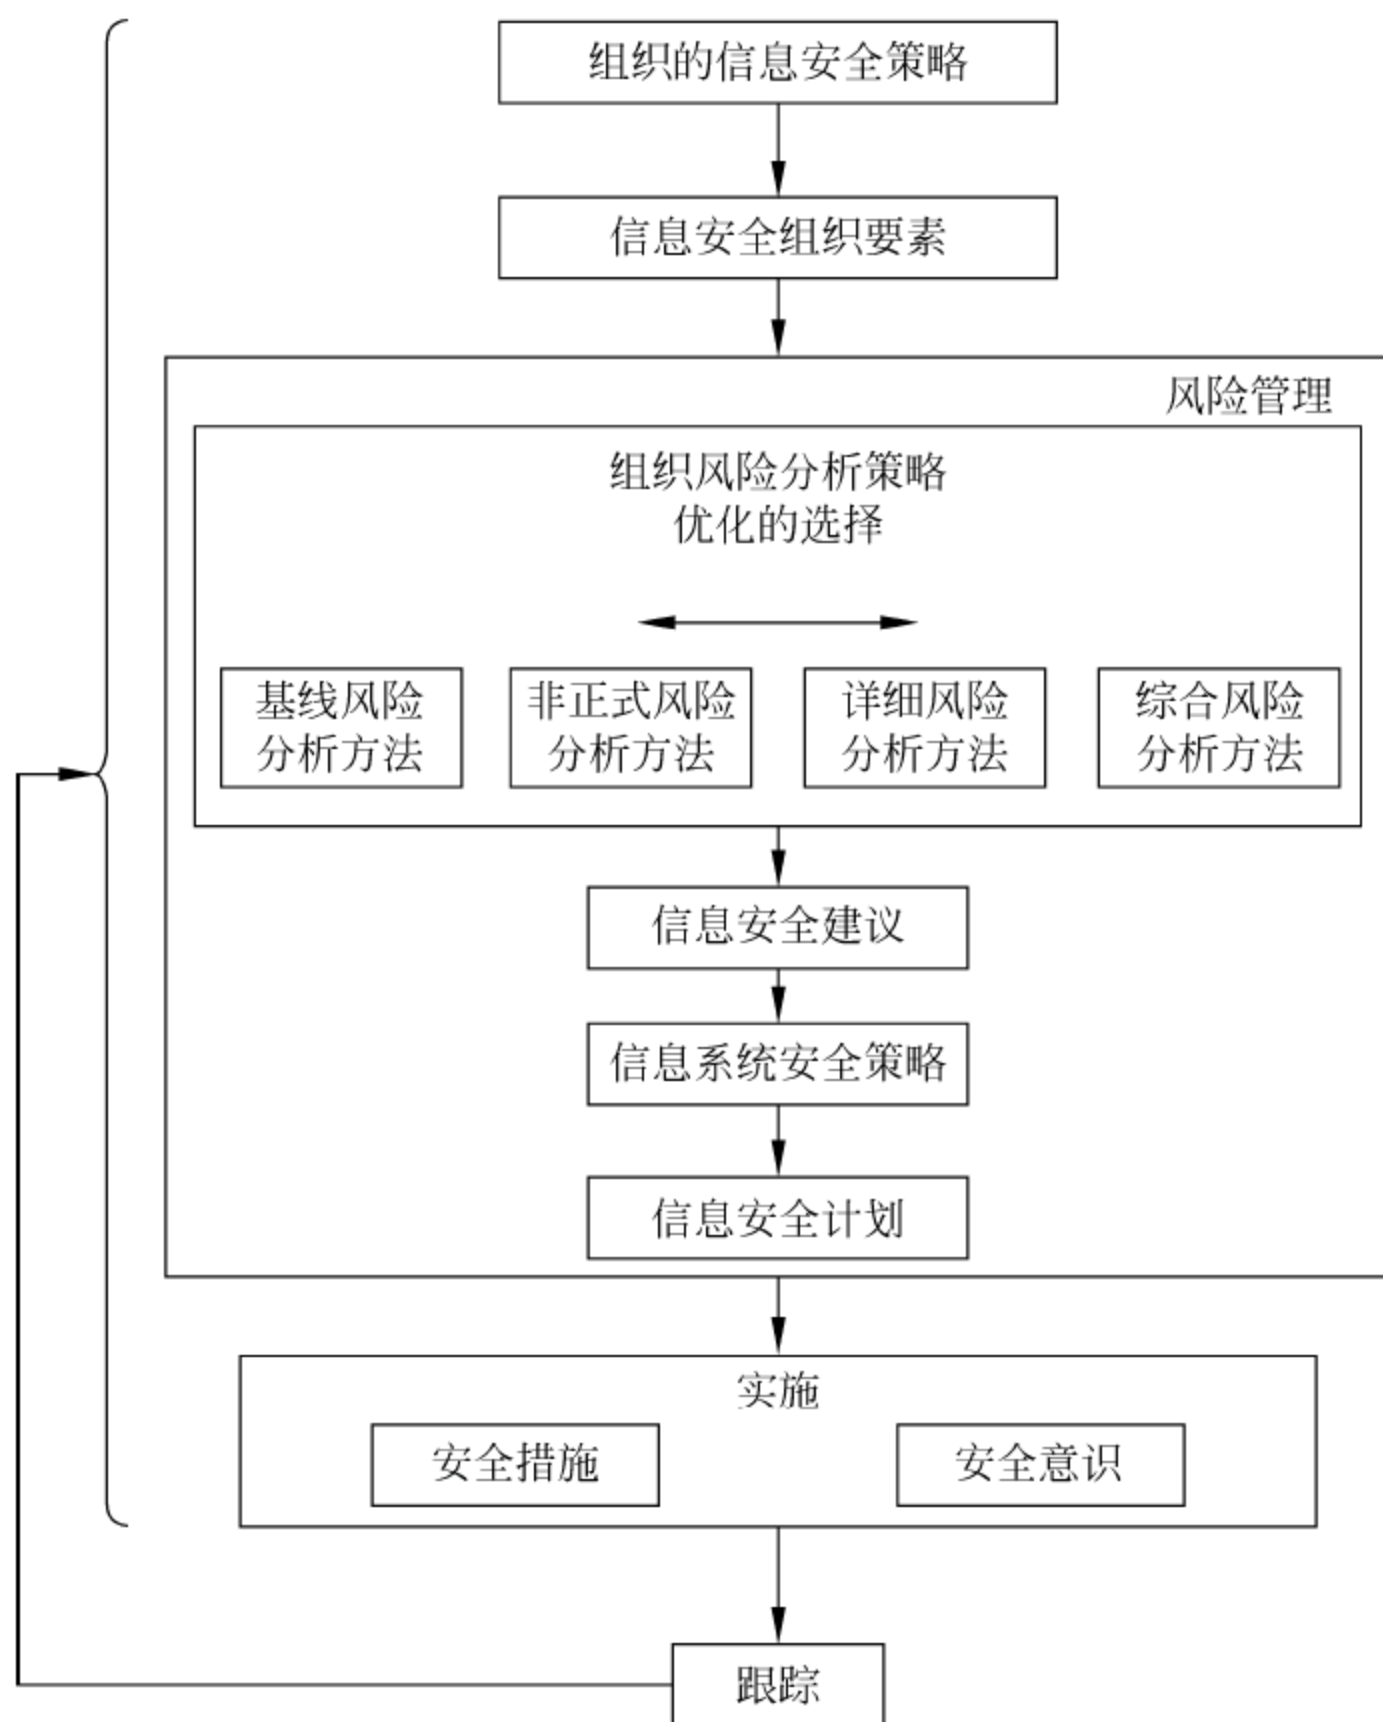 组织的信息安全策略
信息安全组织要素
风险管理
组织风险分析策略
优化的选择
基线风险
分析方法
非正式风险
分析方法
详细风险
分析方法
综合风险
分析方法
信息安全建议
信息系统安全策略
信息安全计划
实施
安全措施
安全意识
跟踪